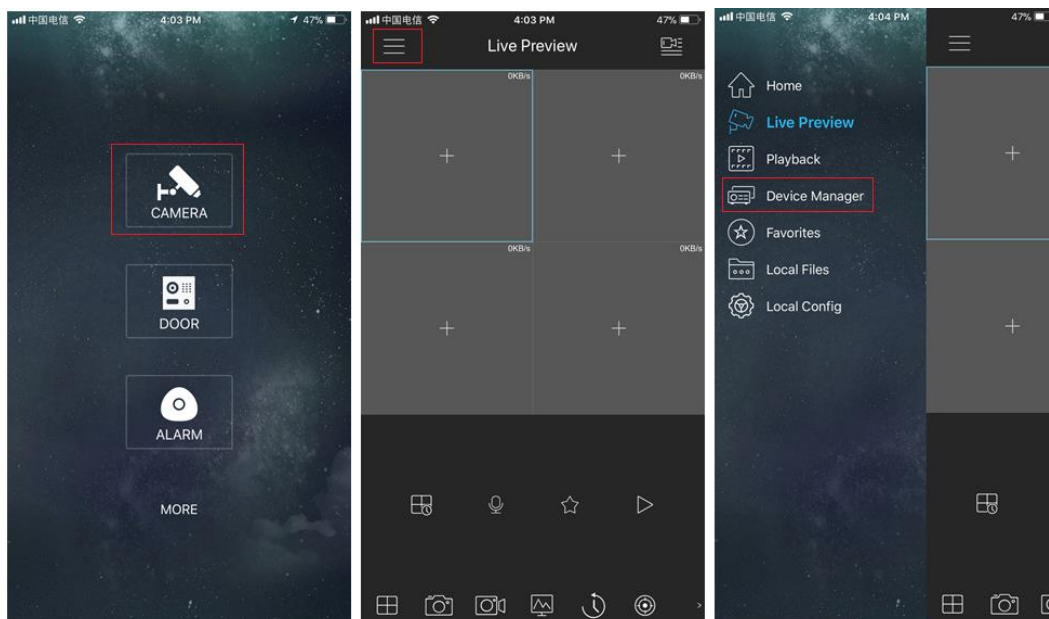 中国电信 4:03 PM 47%
CAMERA
DOOR
ALARM
MORE
中国电信 4:03 PM 47%
Live Preview
0KB/s 0KB/s
0KB/s 0KB/s
中国电信 4:04 PM 47%
Home
Live Preview
Playback
Device Manager
Favorites
Local Files
Local Config